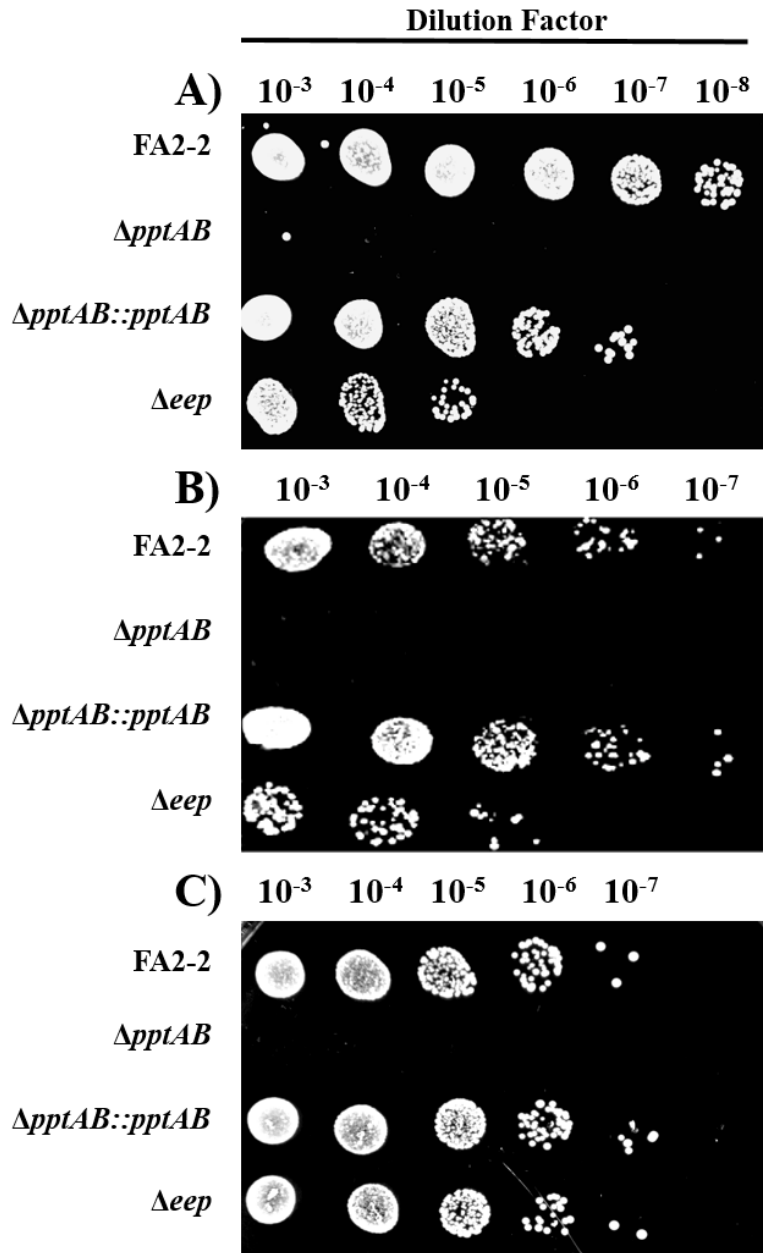 Dilution Factor
A) 10⁻³ 10⁻⁴ 10⁻⁵ 10⁻⁶ 10⁻⁷ 10⁻⁸
FA2-2
ΔpptAB
ΔpptAB::pptAB
Δeep
B) 10⁻³ 10⁻⁴ 10⁻⁵ 10⁻⁶ 10⁻⁷
FA2-2
ΔpptAB
ΔpptAB::pptAB
Δeep
C) 10⁻³ 10⁻⁴ 10⁻⁵ 10⁻⁶ 10⁻⁷
FA2-2
ΔpptAB
ΔpptAB::pptAB
Δeep